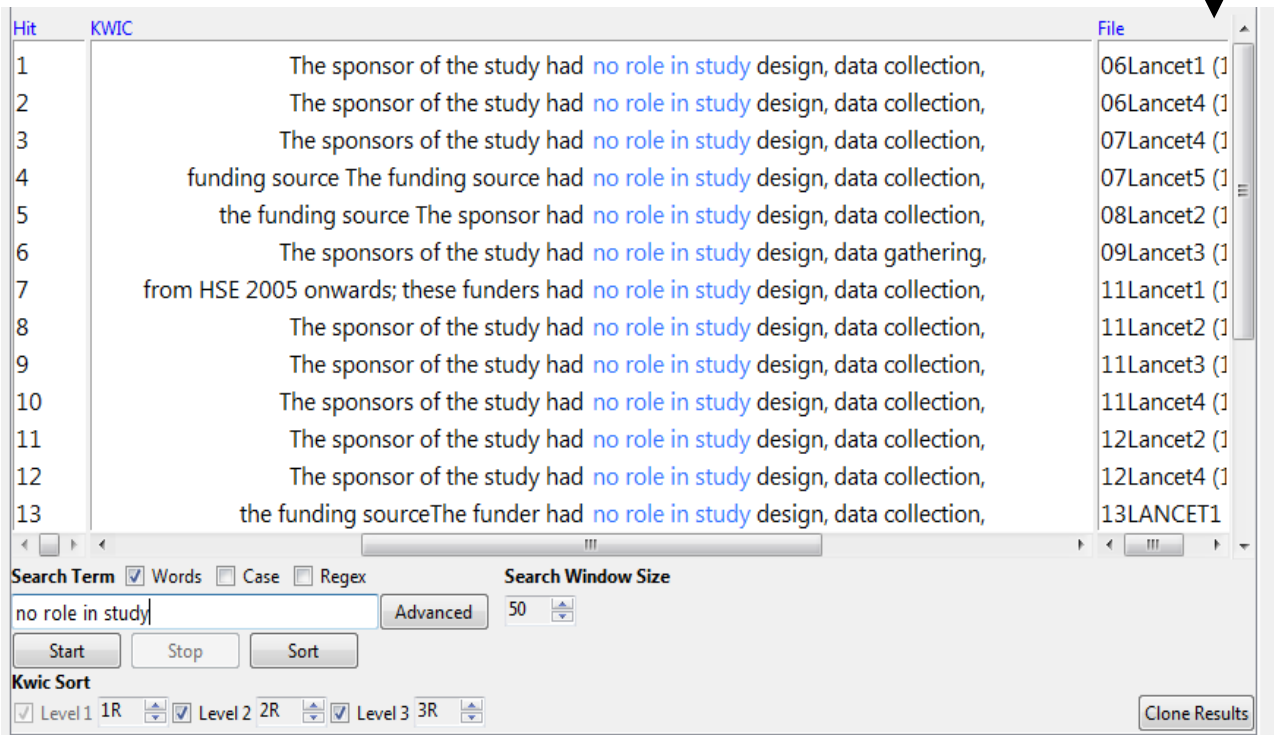 Hit KWIC File
1 The sponsor of the study had no role in study design, data collection, 06Lancet1 (1
2 The sponsor of the study had no role in study design, data collection, 06Lancet4 (1
3 The sponsors of the study had no role in study design, data collection, 07Lancet4 (1
4 funding source The funding source had no role in study design, data collection, 07Lancet5 (1
5 the funding source The sponsor had no role in study design, data collection, 08Lancet2 (1
6 The sponsors of the study had no role in study design, data gathering, 09Lancet3 (1
7 from HSE 2005 onwards; these funders had no role in study design, data collection, 11Lancet1 (1
8 The sponsor of the study had no role in study design, data collection, 11Lancet2 (1
9 The sponsor of the study had no role in study design, data collection, 11Lancet3 (1
10 The sponsors of the study had no role in study design, data collection, 11Lancet4 (1
11 The sponsor of the study had no role in study design, data collection, 12Lancet2 (1
12 The sponsor of the study had no role in study design, data collection, 12Lancet4 (1
13 the funding sourceThe funder had no role in study design, data collection, 13LANCET1
Search Term Words Case Regex Search Window Size
no role in study Advanced 50
Start Stop Sort
Kwic Sort
Level 1 1R Level 2 2R Level 3 3R Clone Results